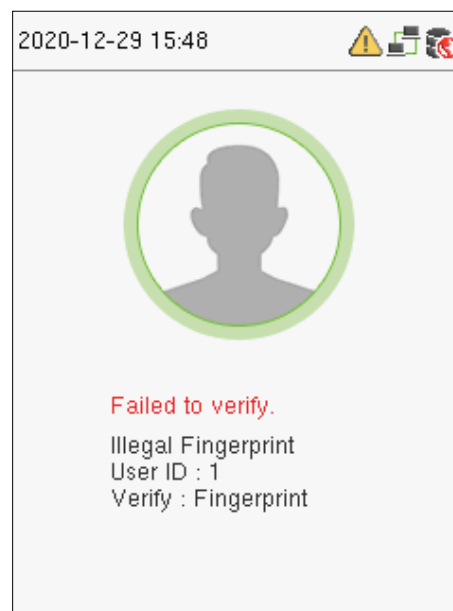 2020-12-29 15:48
Failed to verify.
Illegal Fingerprint
User ID : 1
Verify : Fingerprint